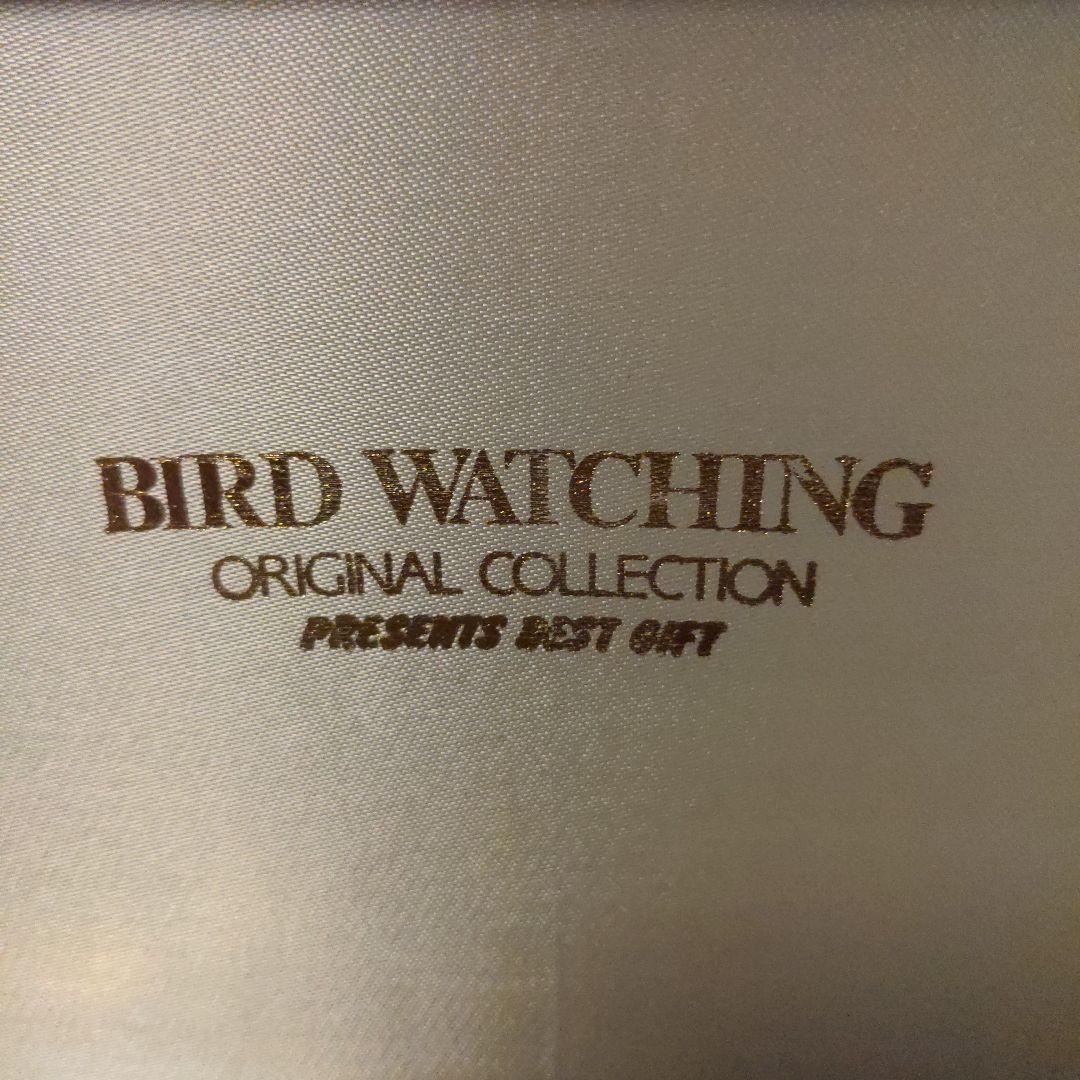 BIRD WATCHING
ORIGINAL COLLECTION
PRESENTS BEST GIFT